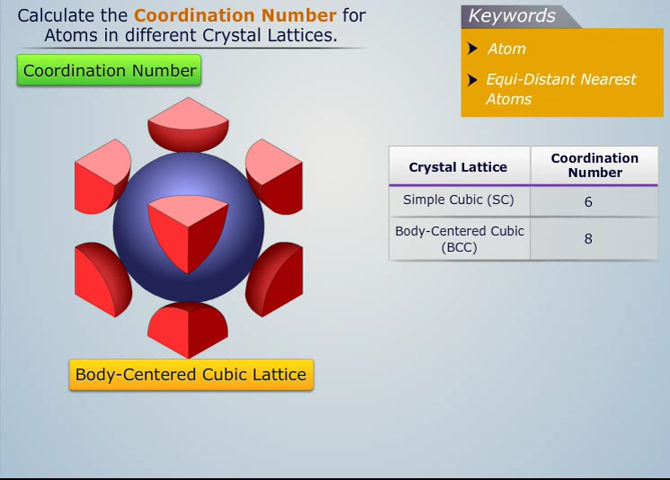 Calculate the Coordination Number for
Atoms in different Crystal Lattices.
Coordination Number
Body-Centered Cubic Lattice
Keywords
Atom
Equi-Distant Nearest
Atoms
Crystal Lattice
Coordination
Number
Simple Cubic (SC)
6
Body-Centered Cubic
(BCC)
8